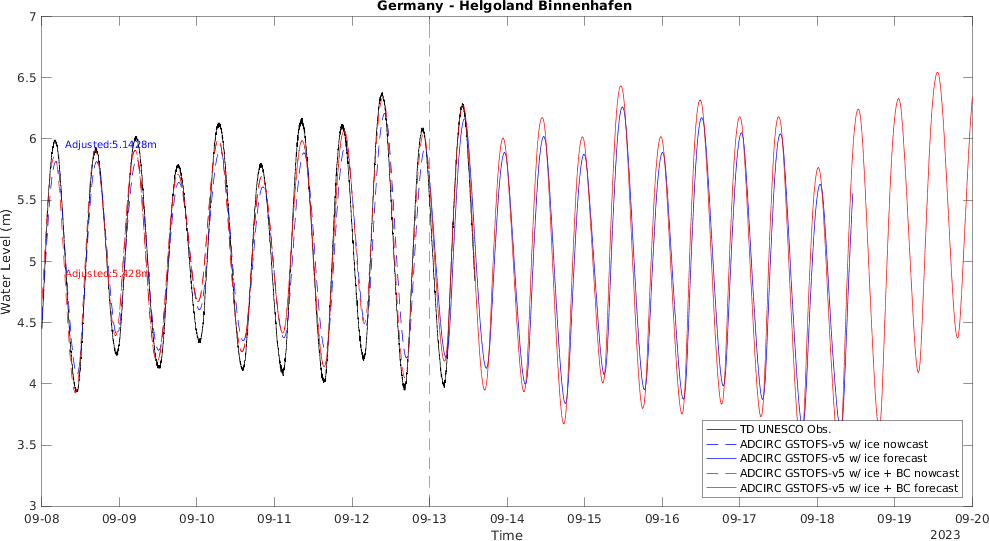 Germany - Helgoland Binnenhafen
7
6.5
6
5.5
5
4.5
4
3.5
3
Water Level (m)
Adjusted:5.1428m
Adjusted:5.428m
TD UNESCO Obs.
ADCIRC GSTOFS-v5 w/ ice nowcast
ADCIRC GSTOFS-v5 w/ ice forecast
ADCIRC GSTOFS-v5 w/ ice + BC nowcast
ADCIRC GSTOFS-v5 w/ ice + BC forecast
09-08 09-09 09-10 09-11 09-12 09-13 09-14 09-15 09-16 09-17 09-18 09-19 09-20
Time
2023